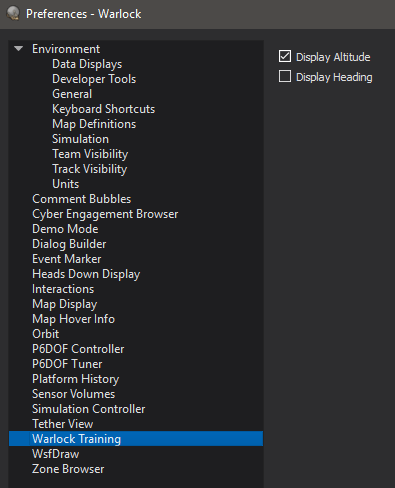 Preferences - Warlock
Environment
Data Displays
Developer Tools
General
Keyboard Shortcuts
Map Definitions
Simulation
Team Visibility
Track Visibility
Units
Comment Bubbles
Cyber Engagement Browser
Demo Mode
Dialog Builder
Event Marker
Heads Down Display
Interactions
Map Display
Map Hover Info
Orbit
P6DOF Controller
P6DOF Tuner
Platform History
Sensor Volumes
Simulation Controller
Tether View
Warlock Training
WsfDraw
Zone Browser
Display Altitude
Display Heading